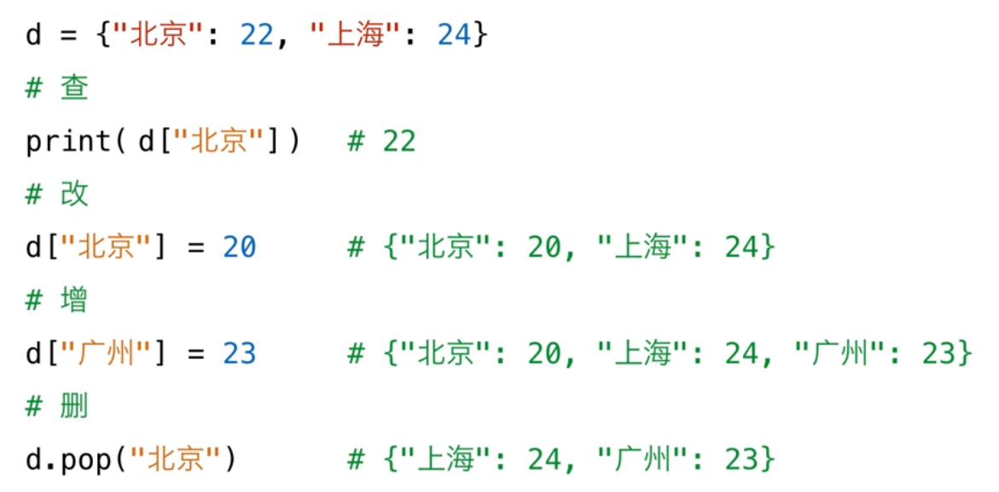 d = {"北京": 22, "上海": 24}
# 查
print( d["北京"])  # 22
# 改
d["北京"] = 20     # {"北京": 20, "上海": 24}
# 增
d["广州"] = 23     # {"北京": 20, "上海": 24, "广州": 23}
# 删
d.pop("北京")      # {"上海": 24, "广州": 23}